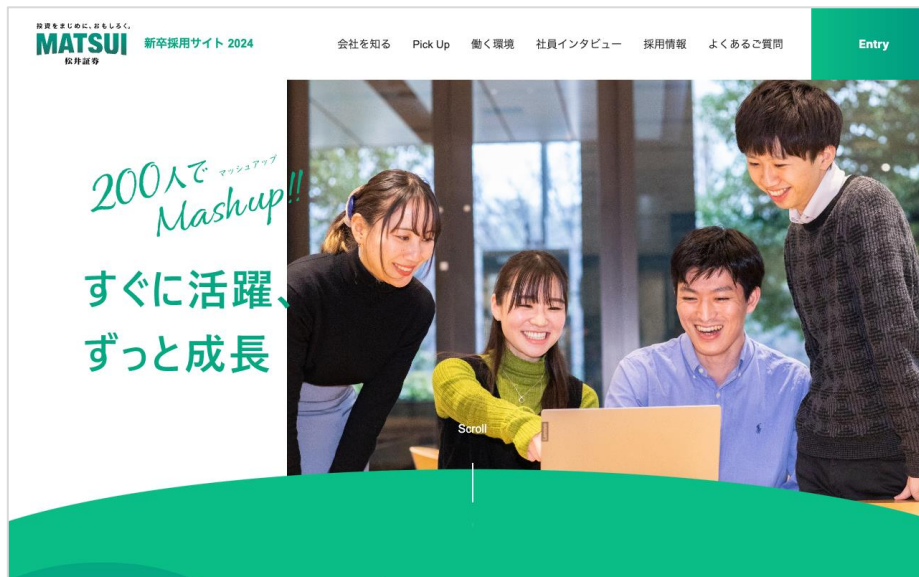 投資をまじめに、おもしろく。
MATSUI
松井証券
新卒採用サイト 2024
会社を知る
Pick Up
働く環境
社員インタビュー
採用情報
よくあるご質問
Entry
マッシュアップ
200人で
Mashup!!
すぐに活躍、
ずっと成長
Scroll